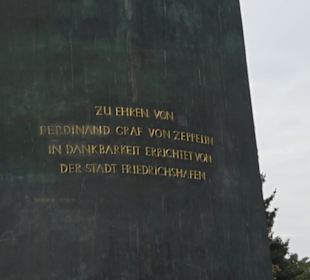 ZU EHREN VON
FERDINAND GRAF VON ZEPPELIN
IN DANKBARKEIT ERRICHTET VON
DER STADT FRIEDRICHSHAFEN